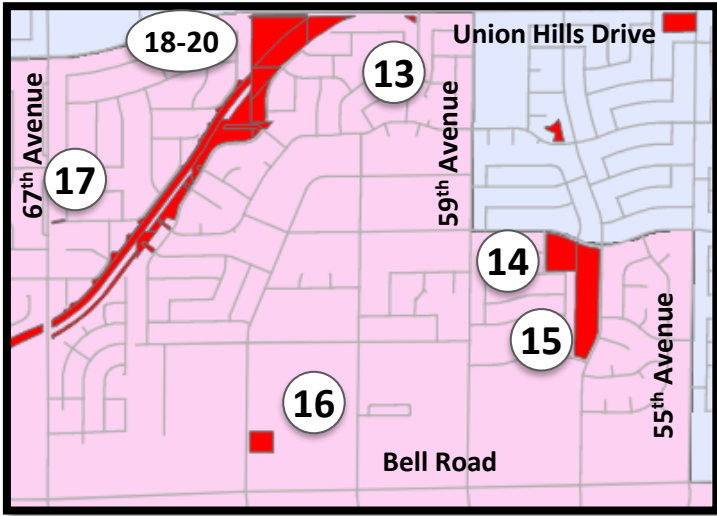 18-20
Union Hills Drive
13
67th Avenue
59th Avenue
17
14
15
55th Avenue
16
Bell Road